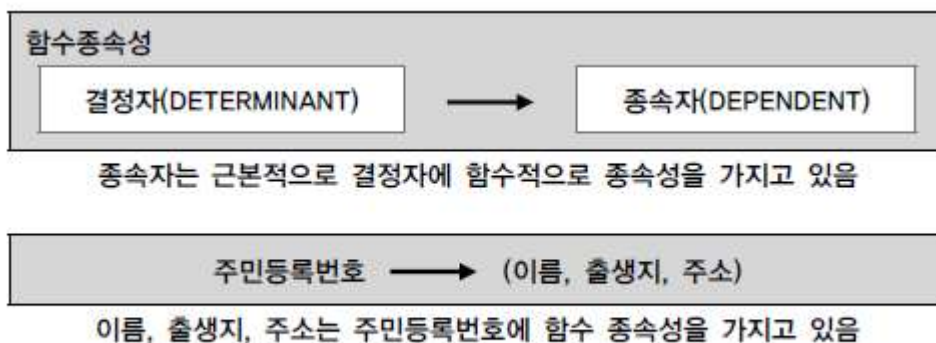 함수종속성
결정자(DETERMINANT) → 종속자(DEPENDENT)
종속자는 근본적으로 결정자에 함수적으로 종속성을 가지고 있음
주민등록번호 → (이름, 출생지, 주소)
이름, 출생지, 주소는 주민등록번호에 함수 종속성을 가지고 있음